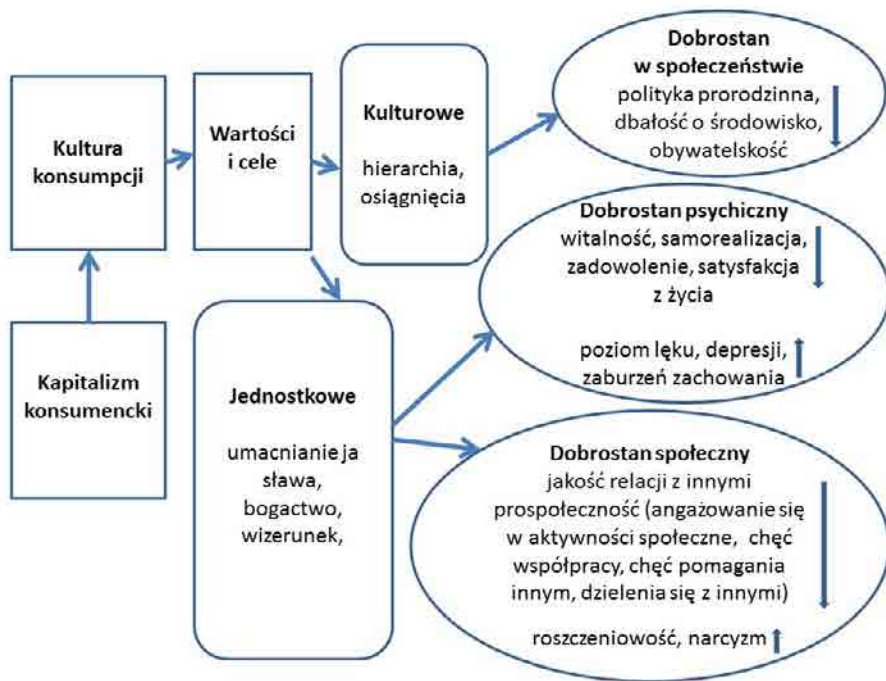 Kultura
konsumpcji
Kapitalizm
konsumencki
Wartości
i cele
Kulturowe
hierarchia,
osiągnięcia
Jednostkowe
umacnianie ja
sława,
bogactwo,
wizerunek,
Dobrostan
w społeczeństwie
polityka prorodzinna,
dbałość o środowisko,
obywatelskość
Dobrostan psychiczny
witalność, samorealizacja,
zadowolenie, satysfakcja
z życia
poziom lęku, depresji,
zaburzeń zachowania
Dobrostan społeczny
jakość relacji z innymi
prospołeczność (angażowanie się
w aktywności społeczne, chęć
współpracy, chęć pomagania
innym, dzielenia się z innymi)
roszczeniowość, narcyzm